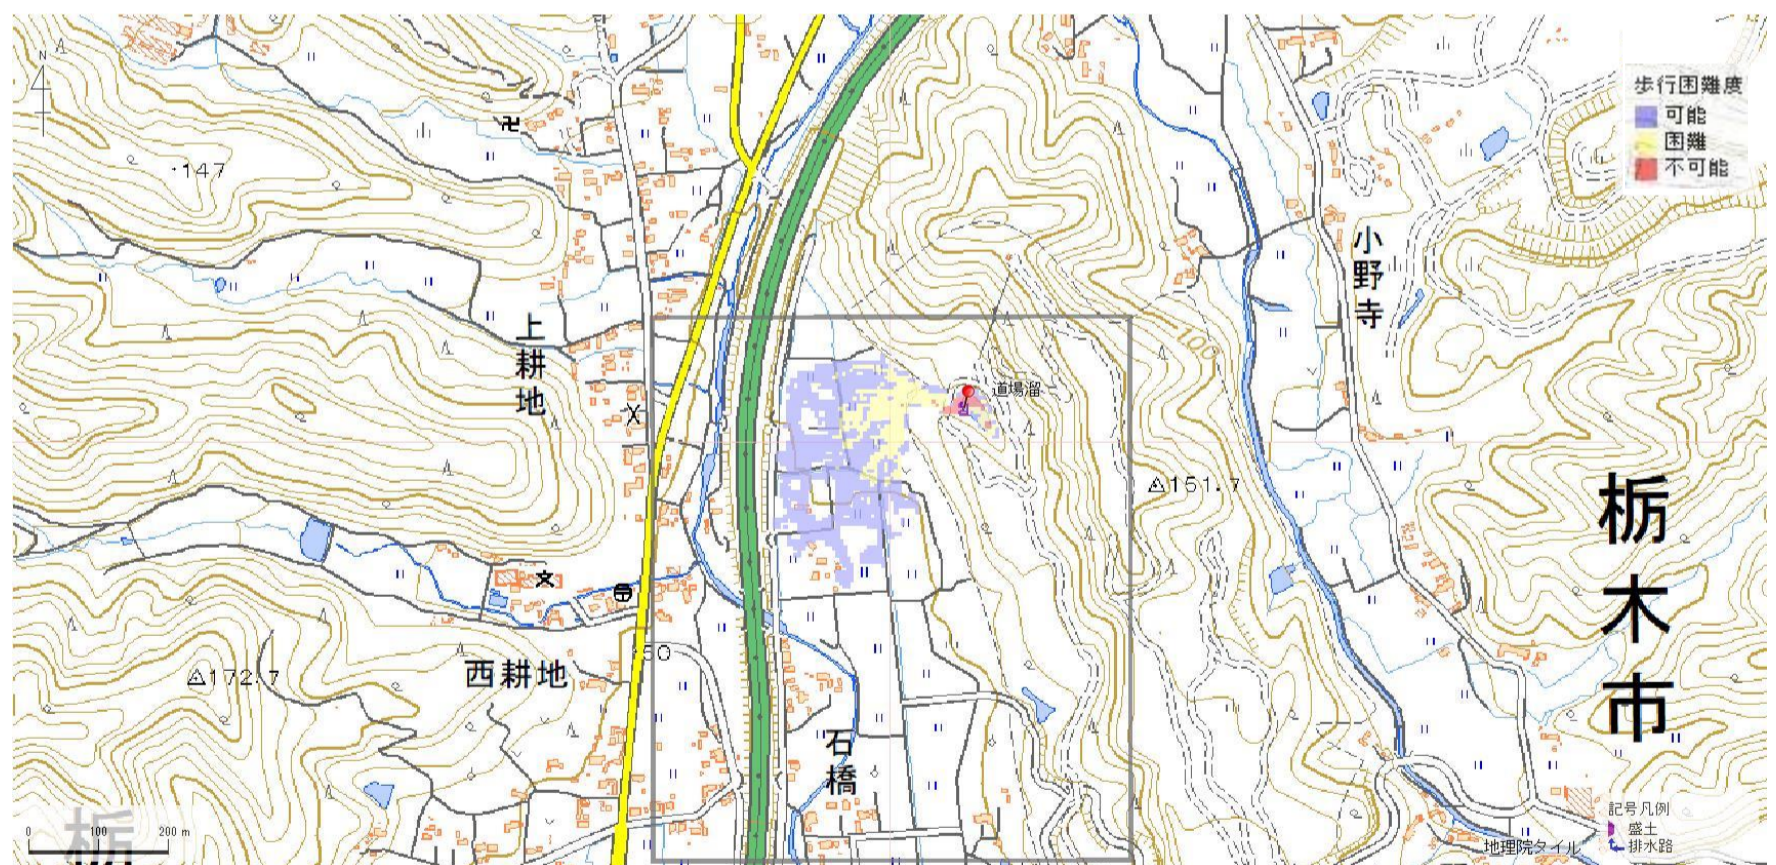 N
歩行困難度
可能
困難
不可能
・147
小野寺
上耕地
道場溜
100
△151.7
栃木市
50
西耕地
△172.7
石橋
栃
0 100 200 m
記号凡例
盛土
排水路
地理院タイル